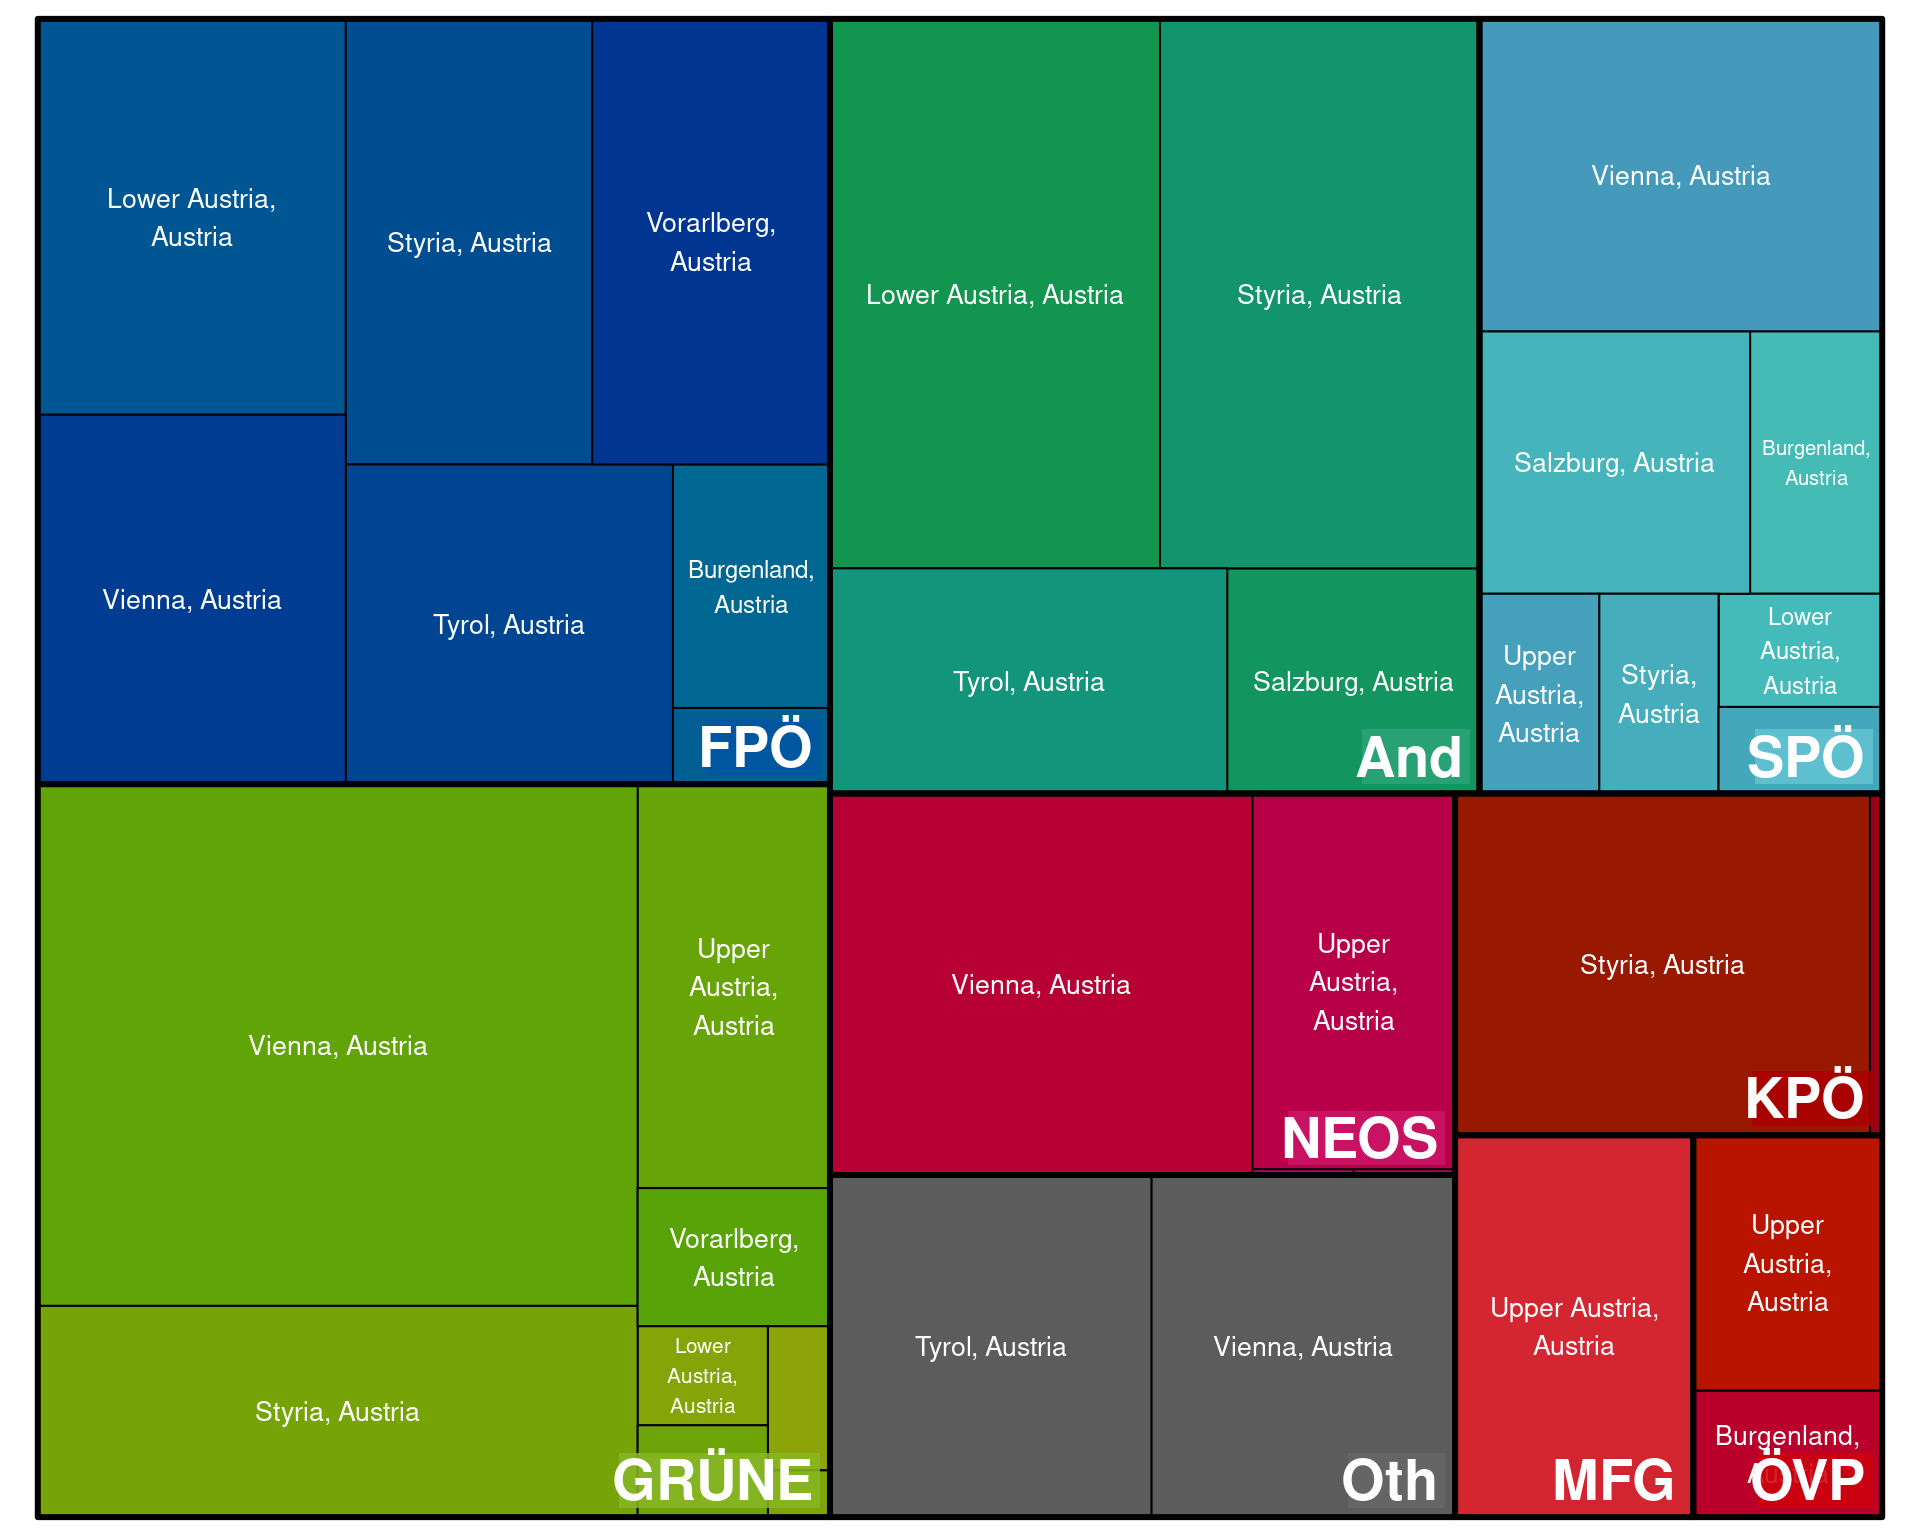 Lower Austria,
Austria
Styria, Austria
Vorarlberg,
Austria
Vienna, Austria
Tyrol, Austria
Burgenland,
Austria
FPÖ
Lower Austria, Austria
Styria, Austria
Tyrol, Austria
Salzburg, Austria
And
Vienna, Austria
Salzburg, Austria
Burgenland,
Austria
Upper
Austria,
Austria
Styria,
Austria
Lower
Austria,
Austria
SPÖ
Vienna, Austria
Upper
Austria,
Austria
Vorarlberg,
Austria
Styria, Austria
Lower
Austria,
Austria
GRÜNE
Vienna, Austria
Upper
Austria,
Austria
NEOS
Styria, Austria
KPÖ
Tyrol, Austria
Vienna, Austria
Oth
Upper Austria,
Austria
MFG
Upper
Austria,
Austria
Burgenland,
ÖVP